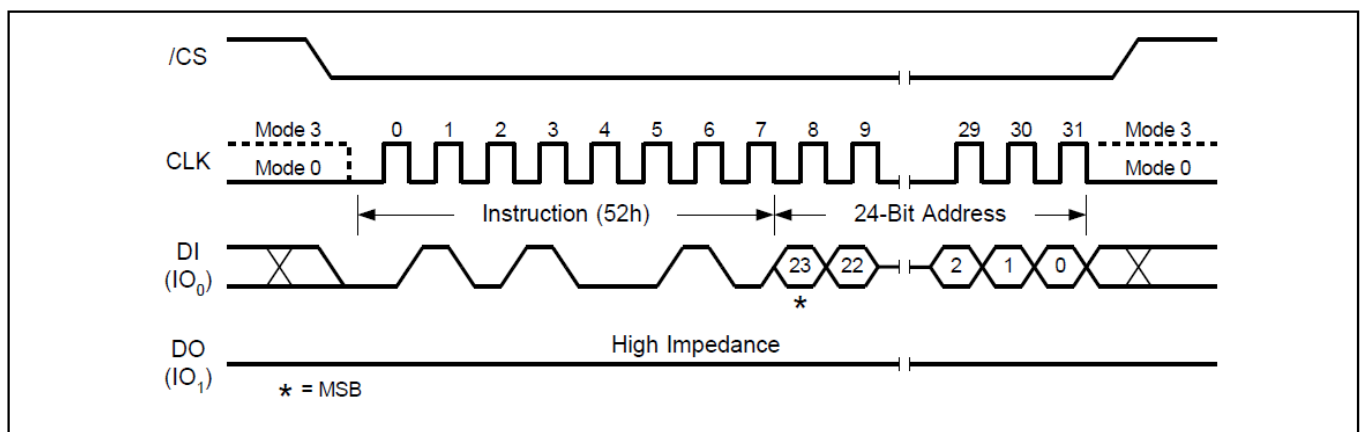 /CS
Mode 3 0 1 2 3 4 5 6 7 8 9 29 30 31 Mode 3
CLK Mode 0 Mode 0
Instruction (52h) 24-Bit Address
DI
(IO0) 23 22 2 1 0
*
DO High Impedance
(IO1)
* = MSB